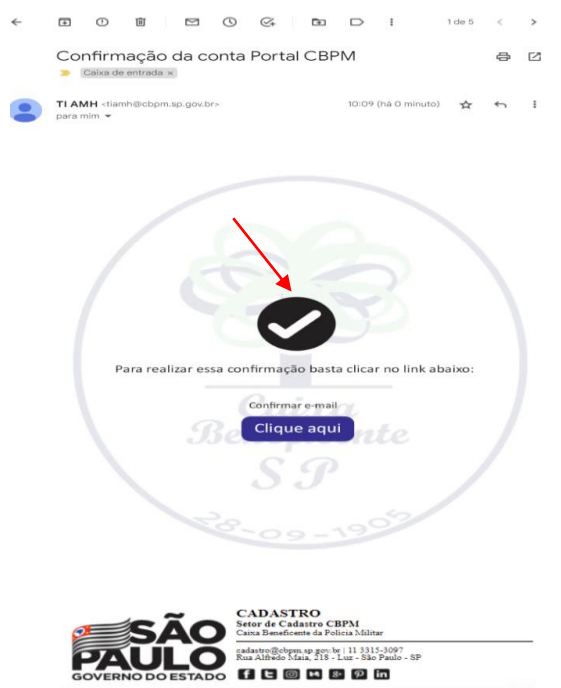 1 de 5
Confirmação da conta Portal CBPM
Caixa de entrada x
TI AMH <tiamh@cbpm.sp.gov.br>
10:09 (há 0 minuto)
para mim
Para realizar essa confirmação basta clicar no link abaixo:
Confirmar e-mail
Clique aqui
Caixa
Beneficente
S P
28-09-1905
SÃO PAULO
GOVERNO DO ESTADO
CADASTRO
Setor de Cadastro CBPM
Caixa Beneficente da Policia Militar
cadastro@cbpm.sp.gov.br | 11 3315-3097
Rua Alfredo Maia, 218 - Luz - São Paulo - SP